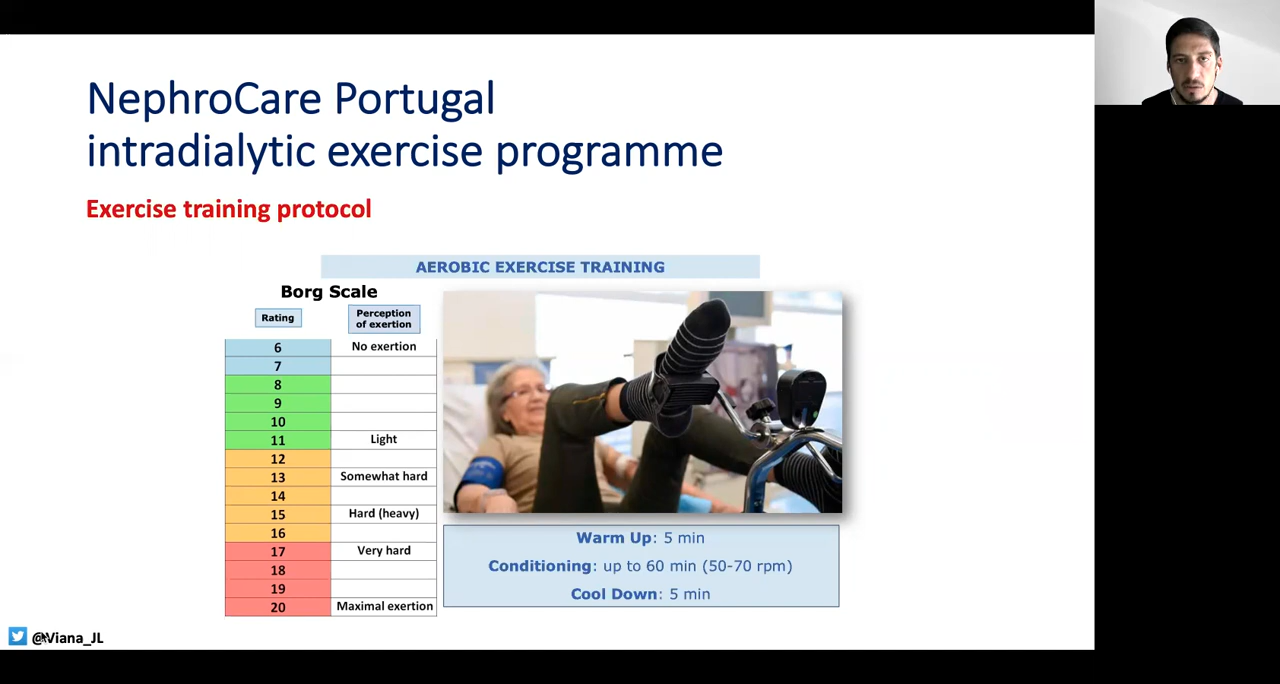 NephroCare Portugal
intradialytic exercise programme
Exercise training protocol
AEROBIC EXERCISE TRAINING
Borg Scale
Rating
Perception
of exertion
6 No exertion
7
8
9
10
11 Light
12
13 Somewhat hard
14
15 Hard (heavy)
16
17 Very hard
18
19
20 Maximal exertion
Warm Up: 5 min
Conditioning: up to 60 min (50-70 rpm)
Cool Down: 5 min
@Viana_JL